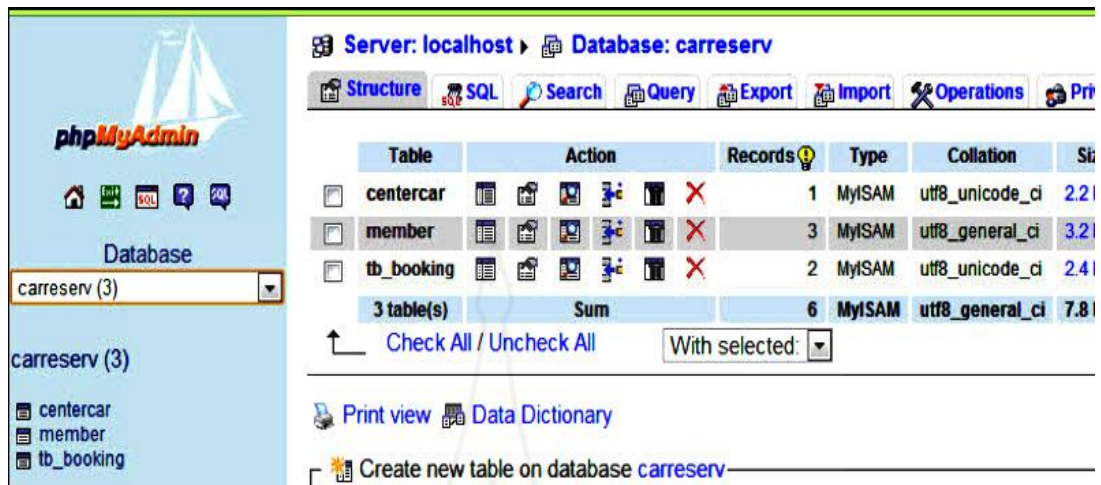 phpMyAdmin
EXIT
SQL
?
SQL
Database
carreserv (3)
carreserv (3)
centercar
member
tb_booking
Server: localhost ▸ Database: carreserv
Structure SQL Search Query Export Import Operations
Table Action Records Type Collation
centercar 1 MyISAM utf8_unicode_ci 2.2
member 3 MyISAM utf8_general_ci 3.2
tb_booking 2 MyISAM utf8_unicode_ci 2.4
3 table(s) Sum 6 MyISAM utf8_general_ci 7.8
Check All / Uncheck All With selected:
Print view Data Dictionary
Create new table on database carreserv